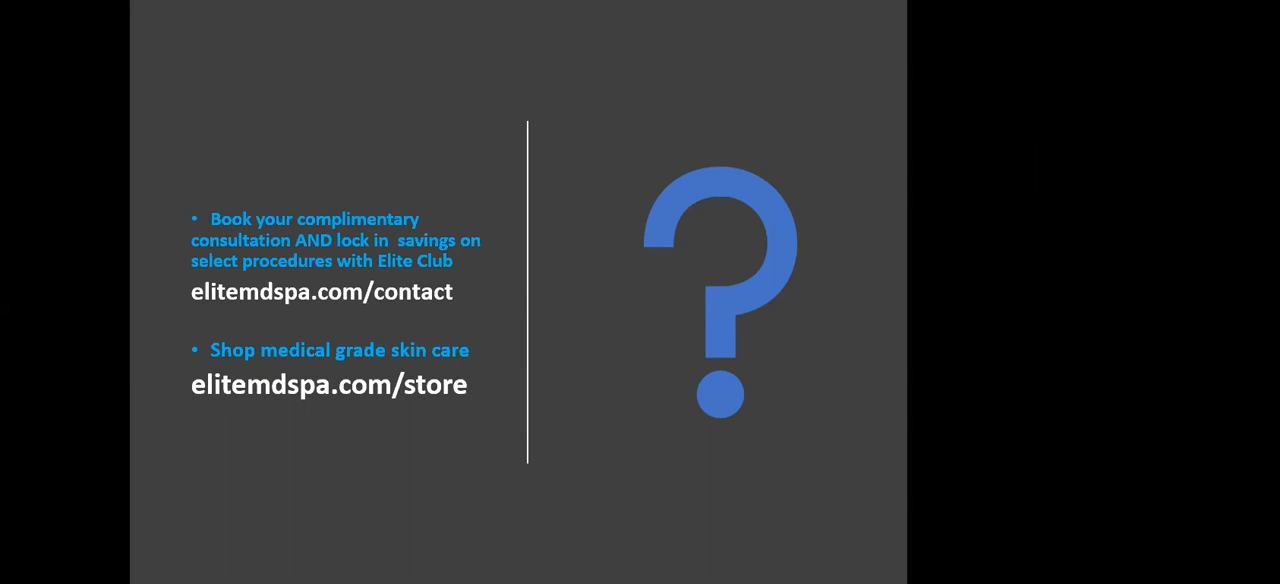 • Book your complimentary
consultation AND lock in  savings on
select procedures with Elite Club
elitemdspa.com/contact
• Shop medical grade skin care
elitemdspa.com/store
?